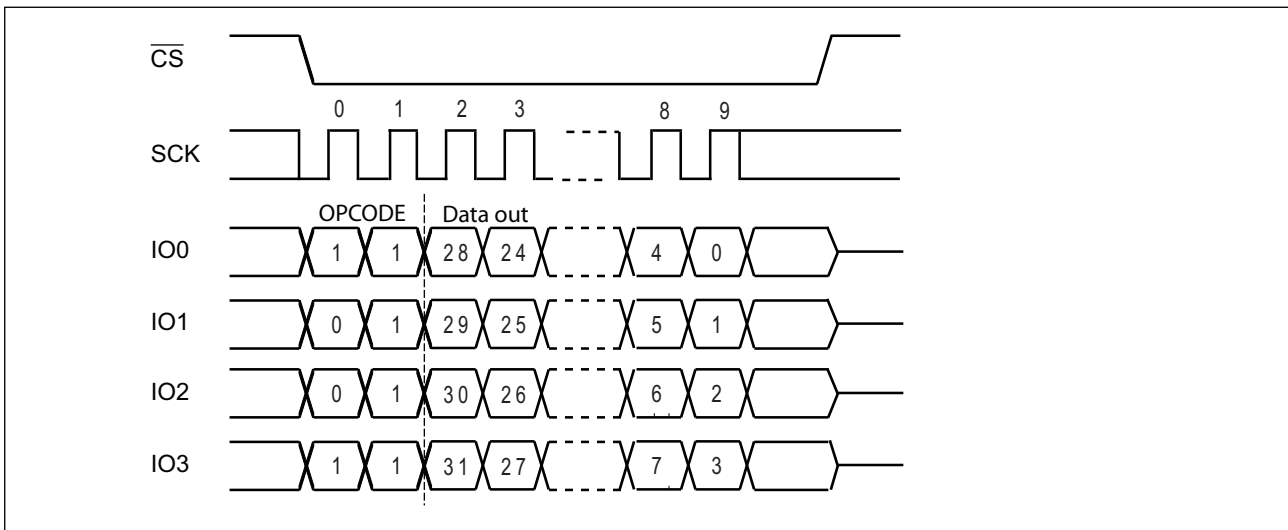 C̅S̅
0 1 2 3 8 9
SCK
OPCODE Data out
IO0 1 1 28 24 4 0
IO1 0 1 29 25 5 1
IO2 0 1 30 26 6 2
IO3 1 1 31 27 7 3